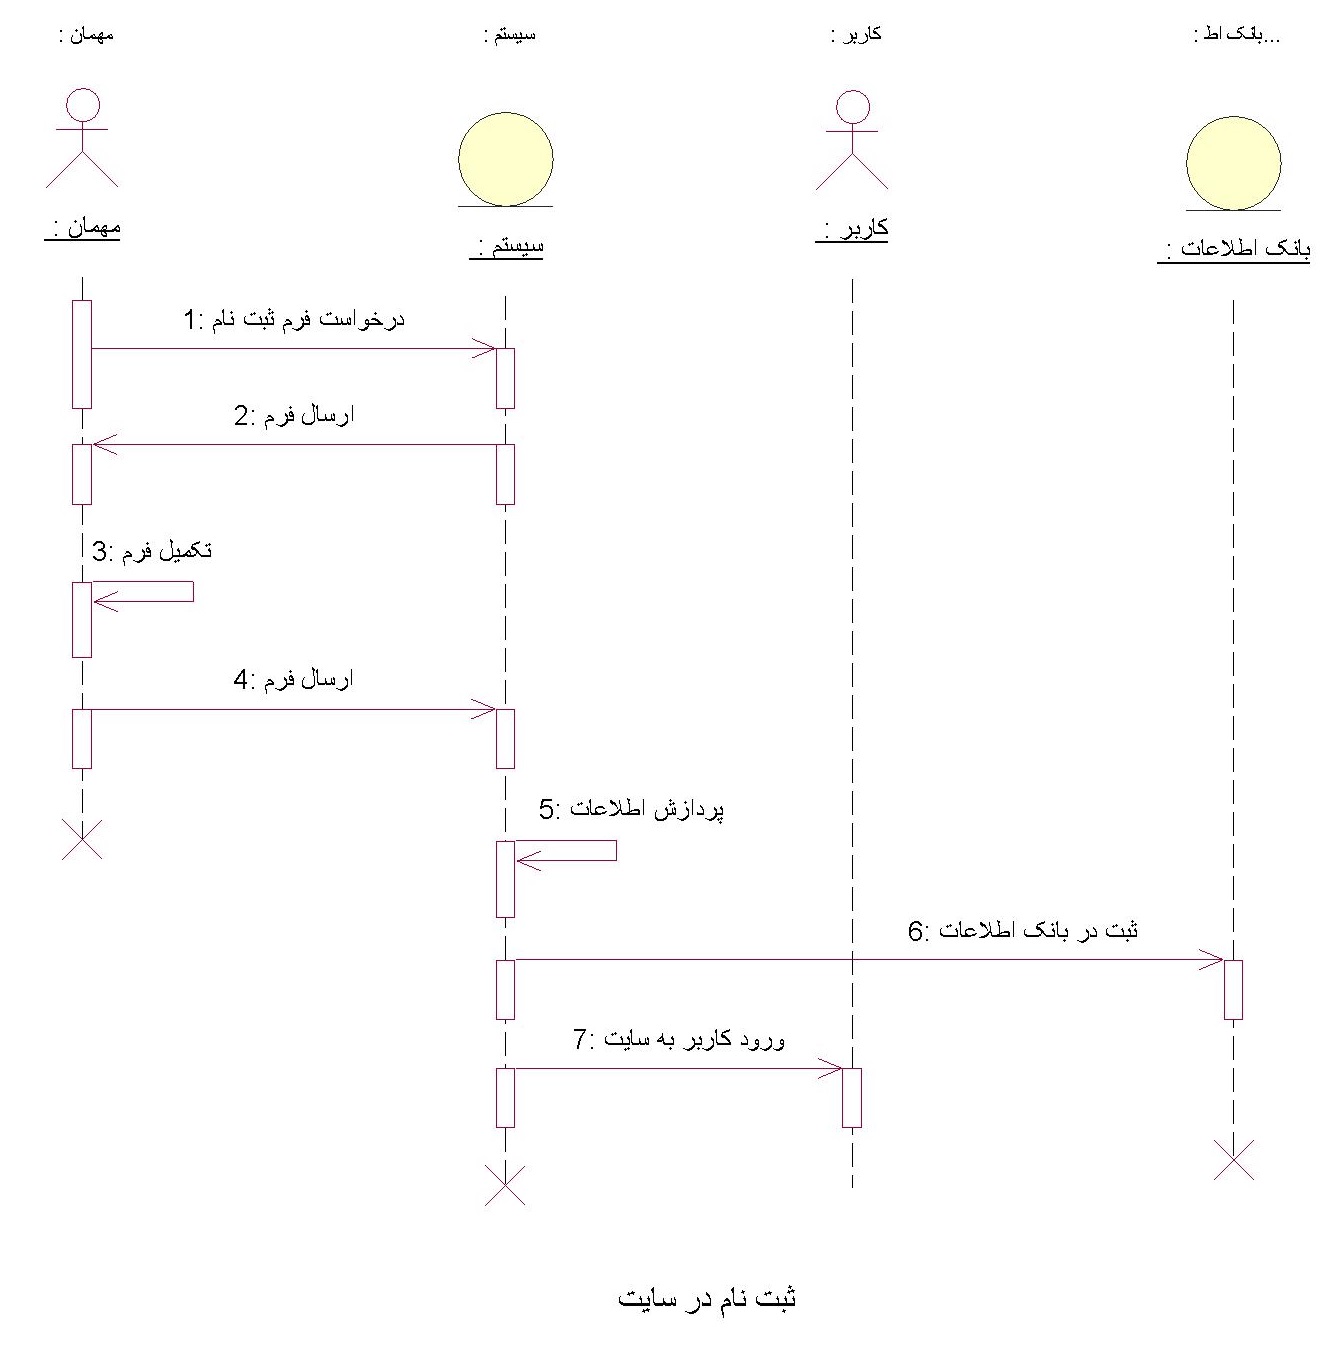 مهمان :
سیستم :
کاربر :
بانک اط... :
مهمان :
سیستم :
کاربر :
بانک اطلاعات :
1: درخواست فرم ثبت نام
2: ارسال فرم
3: تکمیل فرم
4: ارسال فرم
5: پردازش اطلاعات
6: ثبت در بانک اطلاعات
7: ورود کاربر به سایت
ثبت نام در سایت